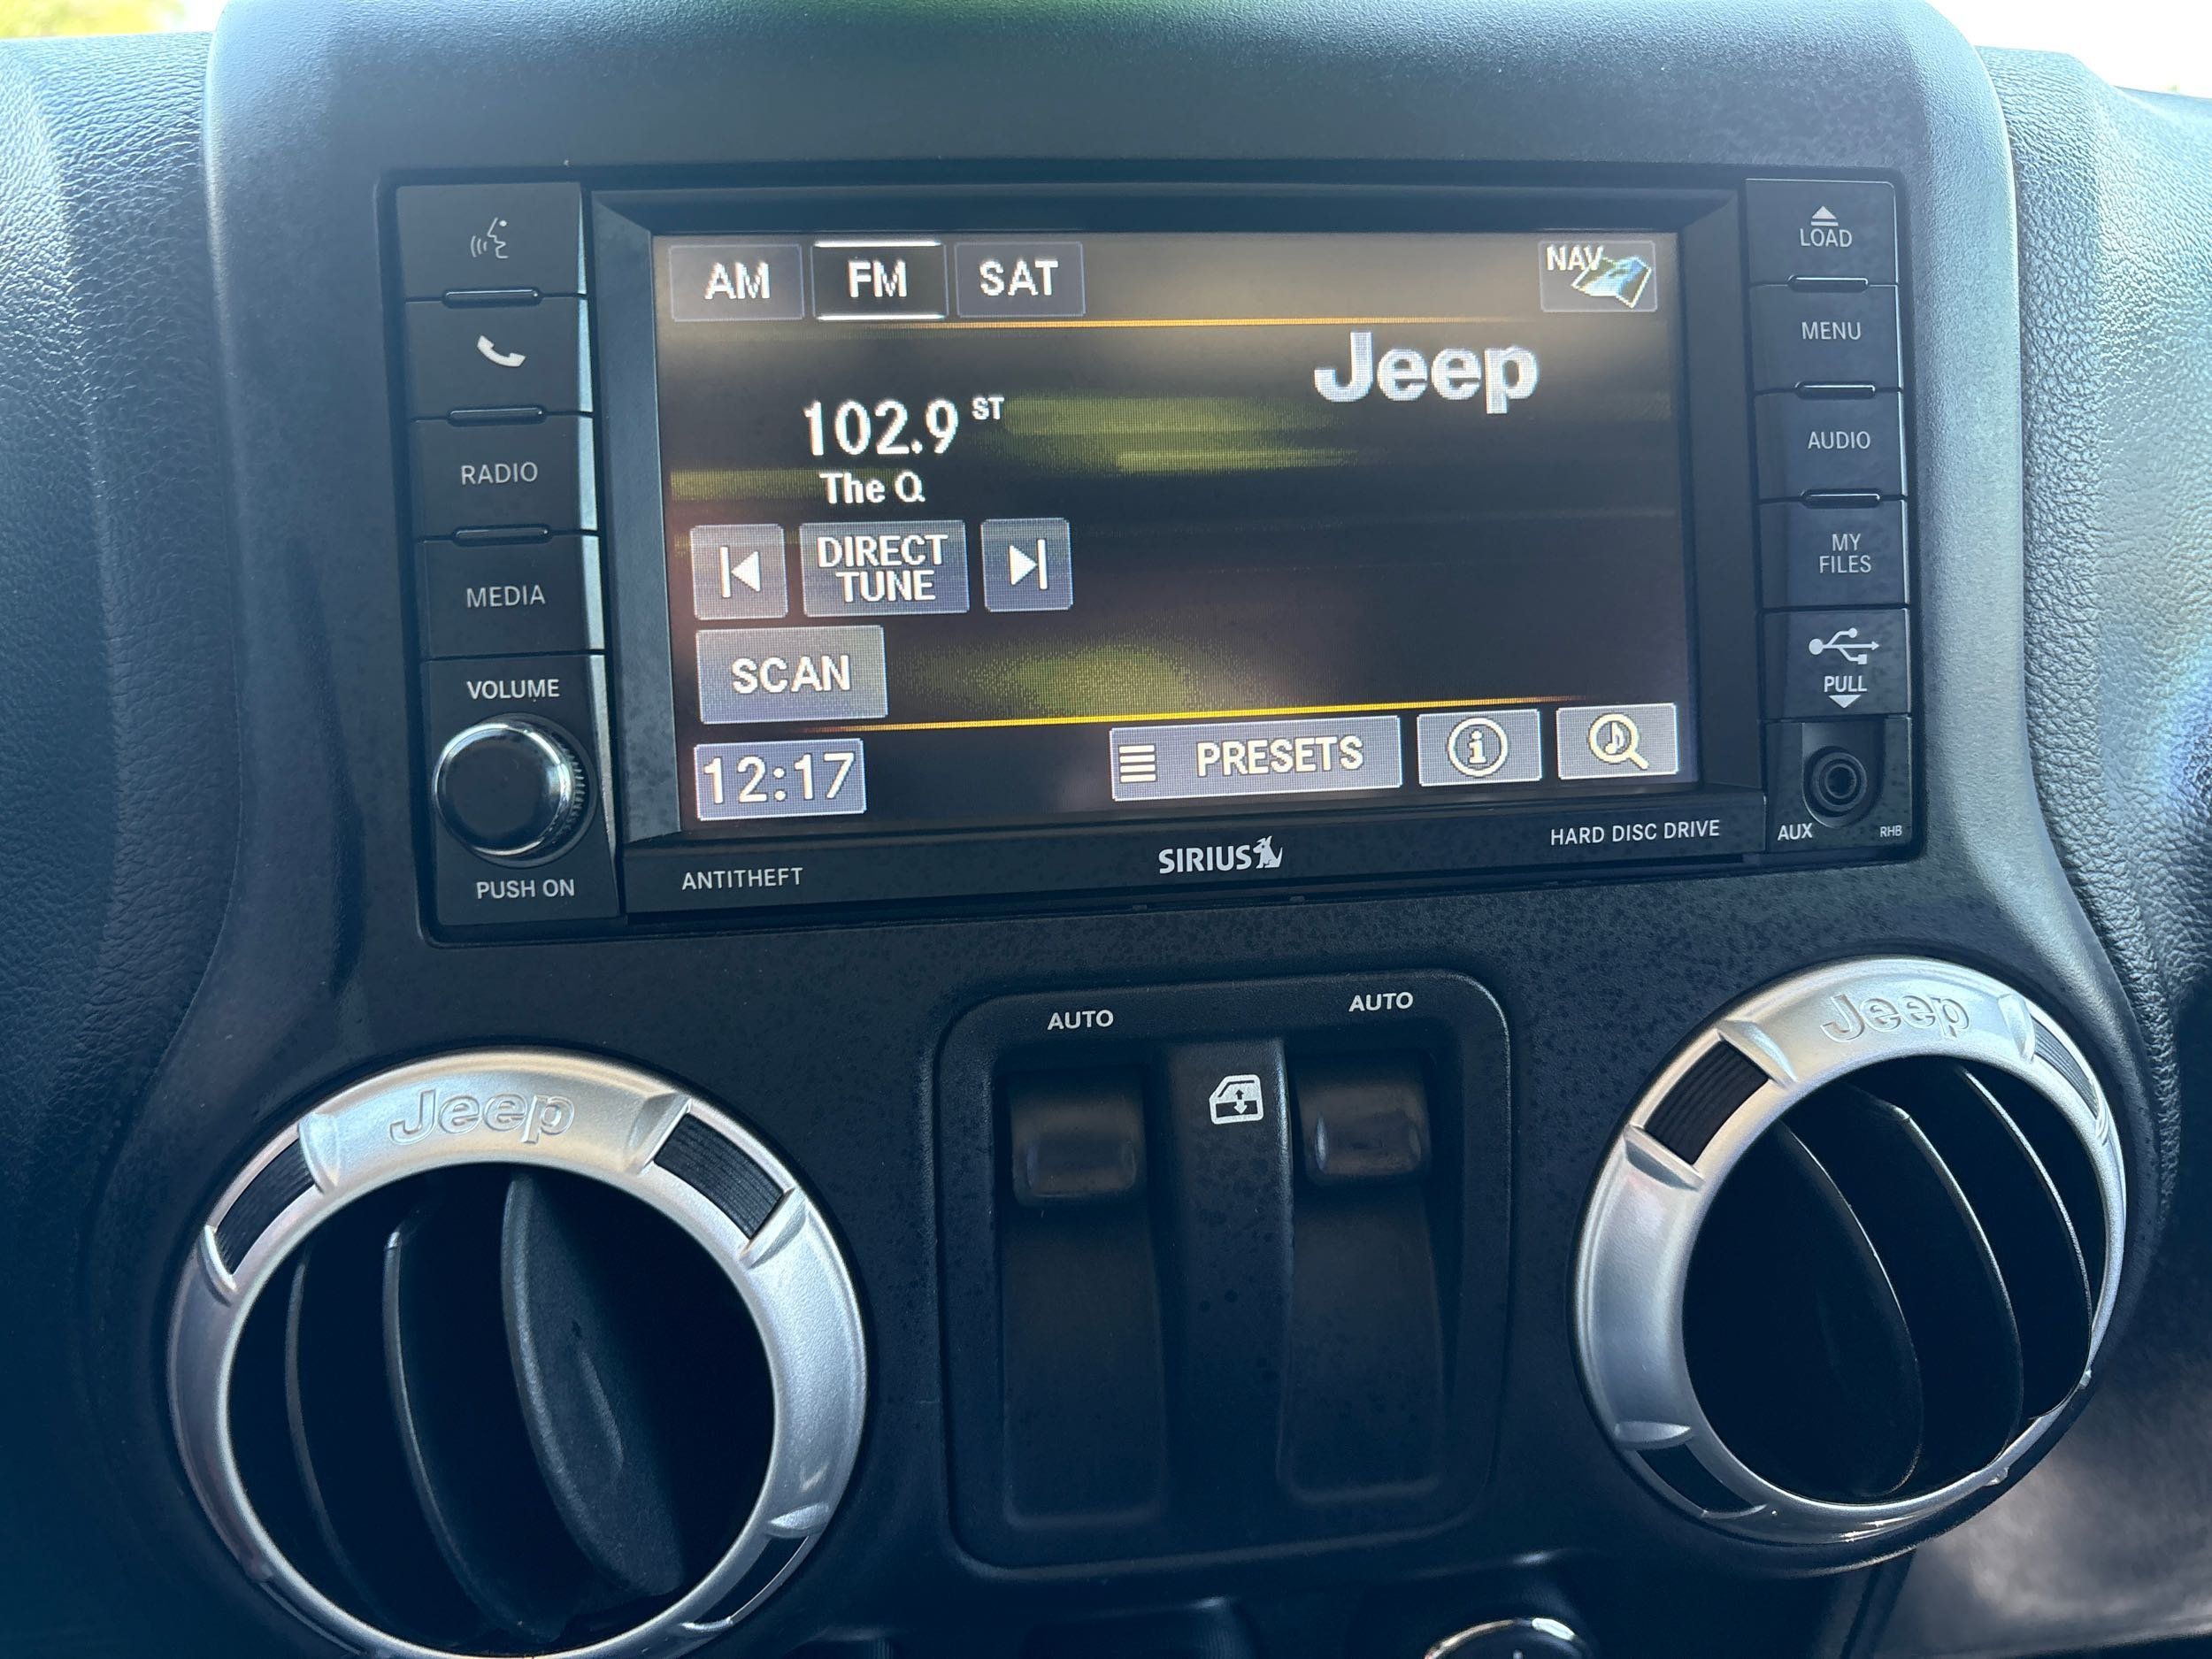 AM
FM
SAT
NAV
LOAD
Jeep
MENU
102.9 ST
The Q
RADIO
AUDIO
DIRECT
TUNE
MY
FILES
MEDIA
SCAN
PULL
VOLUME
12:17
PRESETS
i
AUX
RHB
PUSH ON
ANTITHEFT
SIRIUS
HARD DISC DRIVE
AUTO
AUTO
Jeep
Jeep